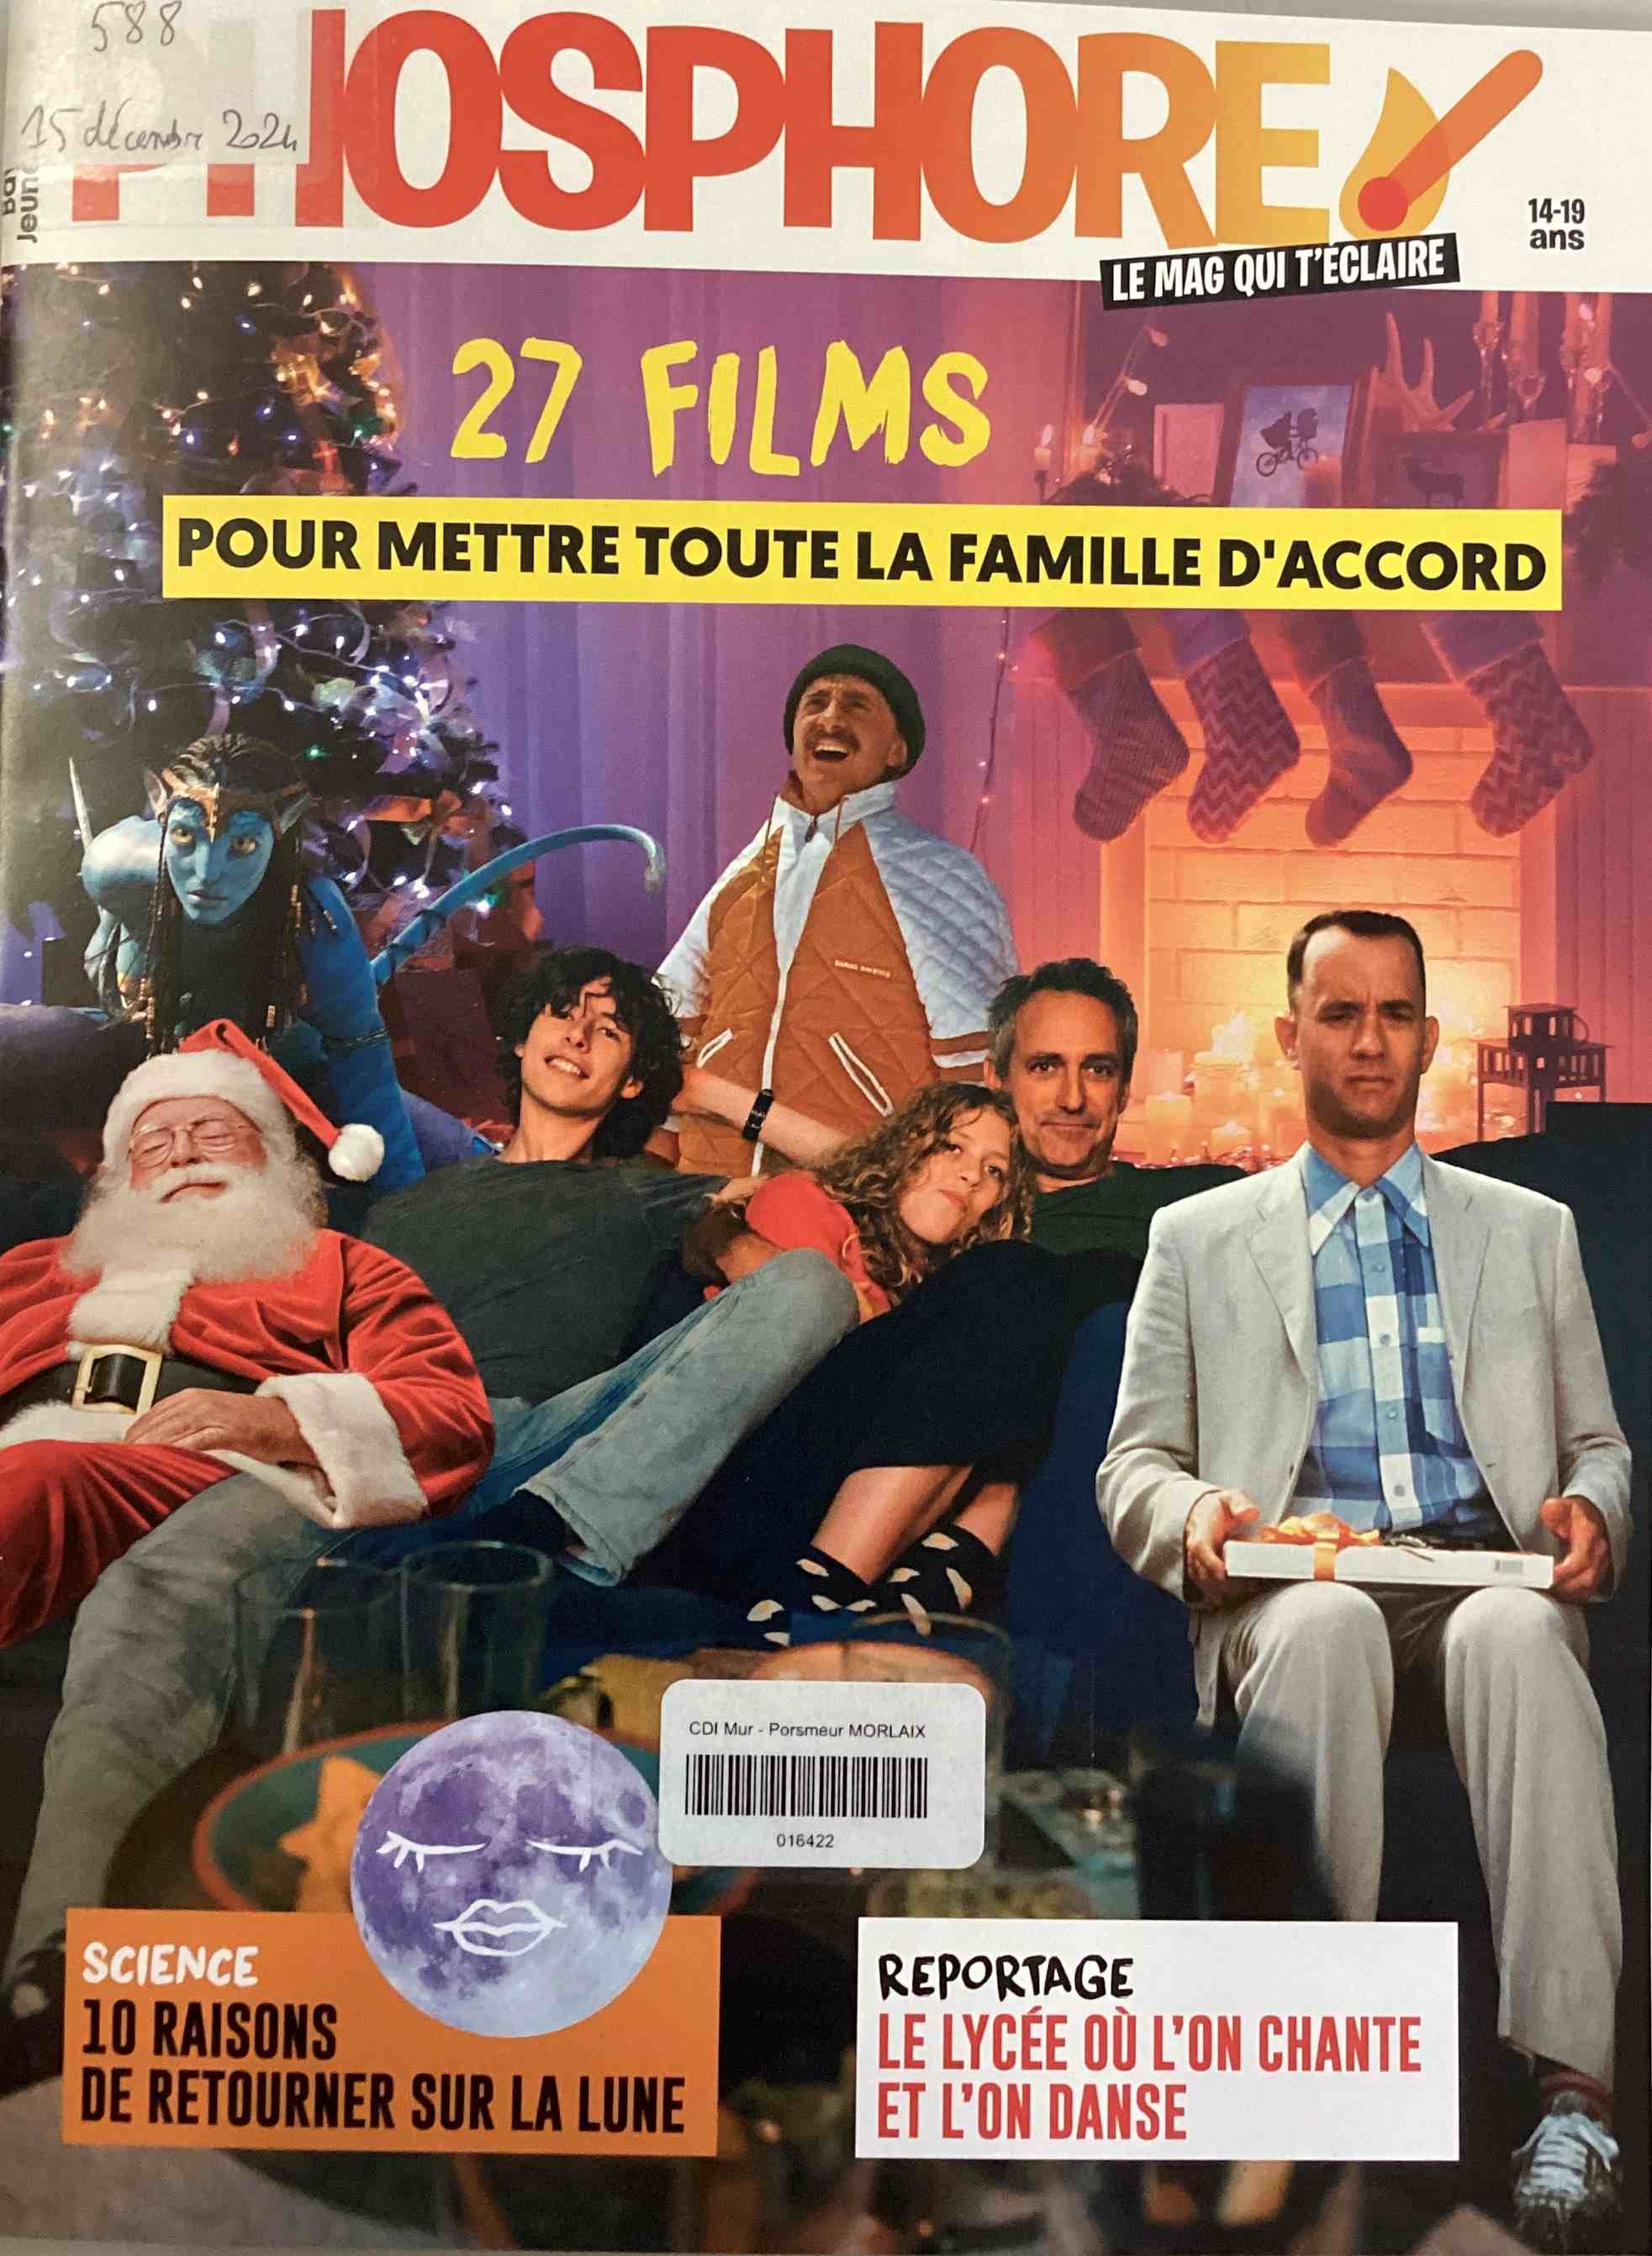 588
15 décembre 2024
PHOSPHORE
14-19
ans
LE MAG QUI T'ÉCLAIRE
27 FILMS
POUR METTRE TOUTE LA FAMILLE D'ACCORD
CDI Mur - Porsmeur MORLAIX
016422
SCIENCE
10 RAISONS
DE RETOURNER SUR LA LUNE
REPORTAGE
LE LYCÉE OÙ L'ON CHANTE
ET L'ON DANSE